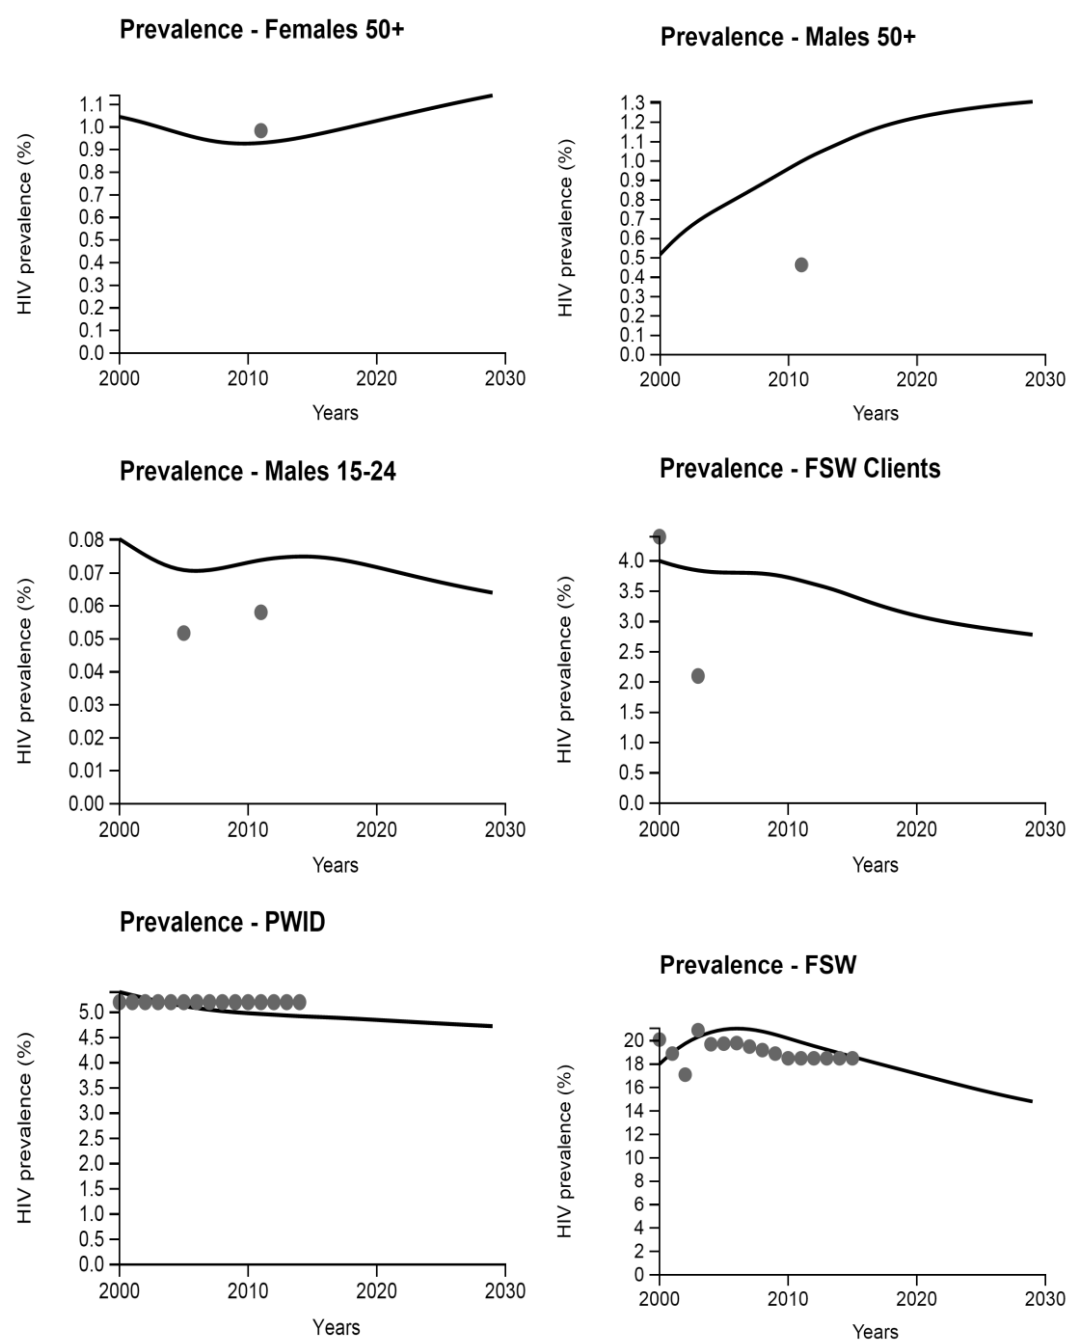 Prevalence - Females 50+
HIV prevalence (%)
1.1
1.0
0.9
0.8
0.7
0.6
0.5
0.4
0.3
0.2
0.1
0.0
2000 2010 2020 2030
Years
Prevalence - Males 50+
HIV prevalence (%)
1.3
1.2
1.1
1.0
0.9
0.8
0.7
0.6
0.5
0.4
0.3
0.2
0.1
0.0
2000 2010 2020 2030
Years
Prevalence - Males 15-24
HIV prevalence (%)
0.08
0.07
0.06
0.05
0.04
0.03
0.02
0.01
0.00
2000 2010 2020 2030
Years
Prevalence - FSW Clients
HIV prevalence (%)
4.0
3.5
3.0
2.5
2.0
1.5
1.0
0.5
0.0
2000 2010 2020 2030
Years
Prevalence - PWID
HIV prevalence (%)
5.0
4.5
4.0
3.5
3.0
2.5
2.0
1.5
1.0
0.5
0.0
2000 2010 2020 2030
Years
Prevalence - FSW
HIV prevalence (%)
20
18
16
14
12
10
8
6
4
2
0
2000 2010 2020 2030
Years